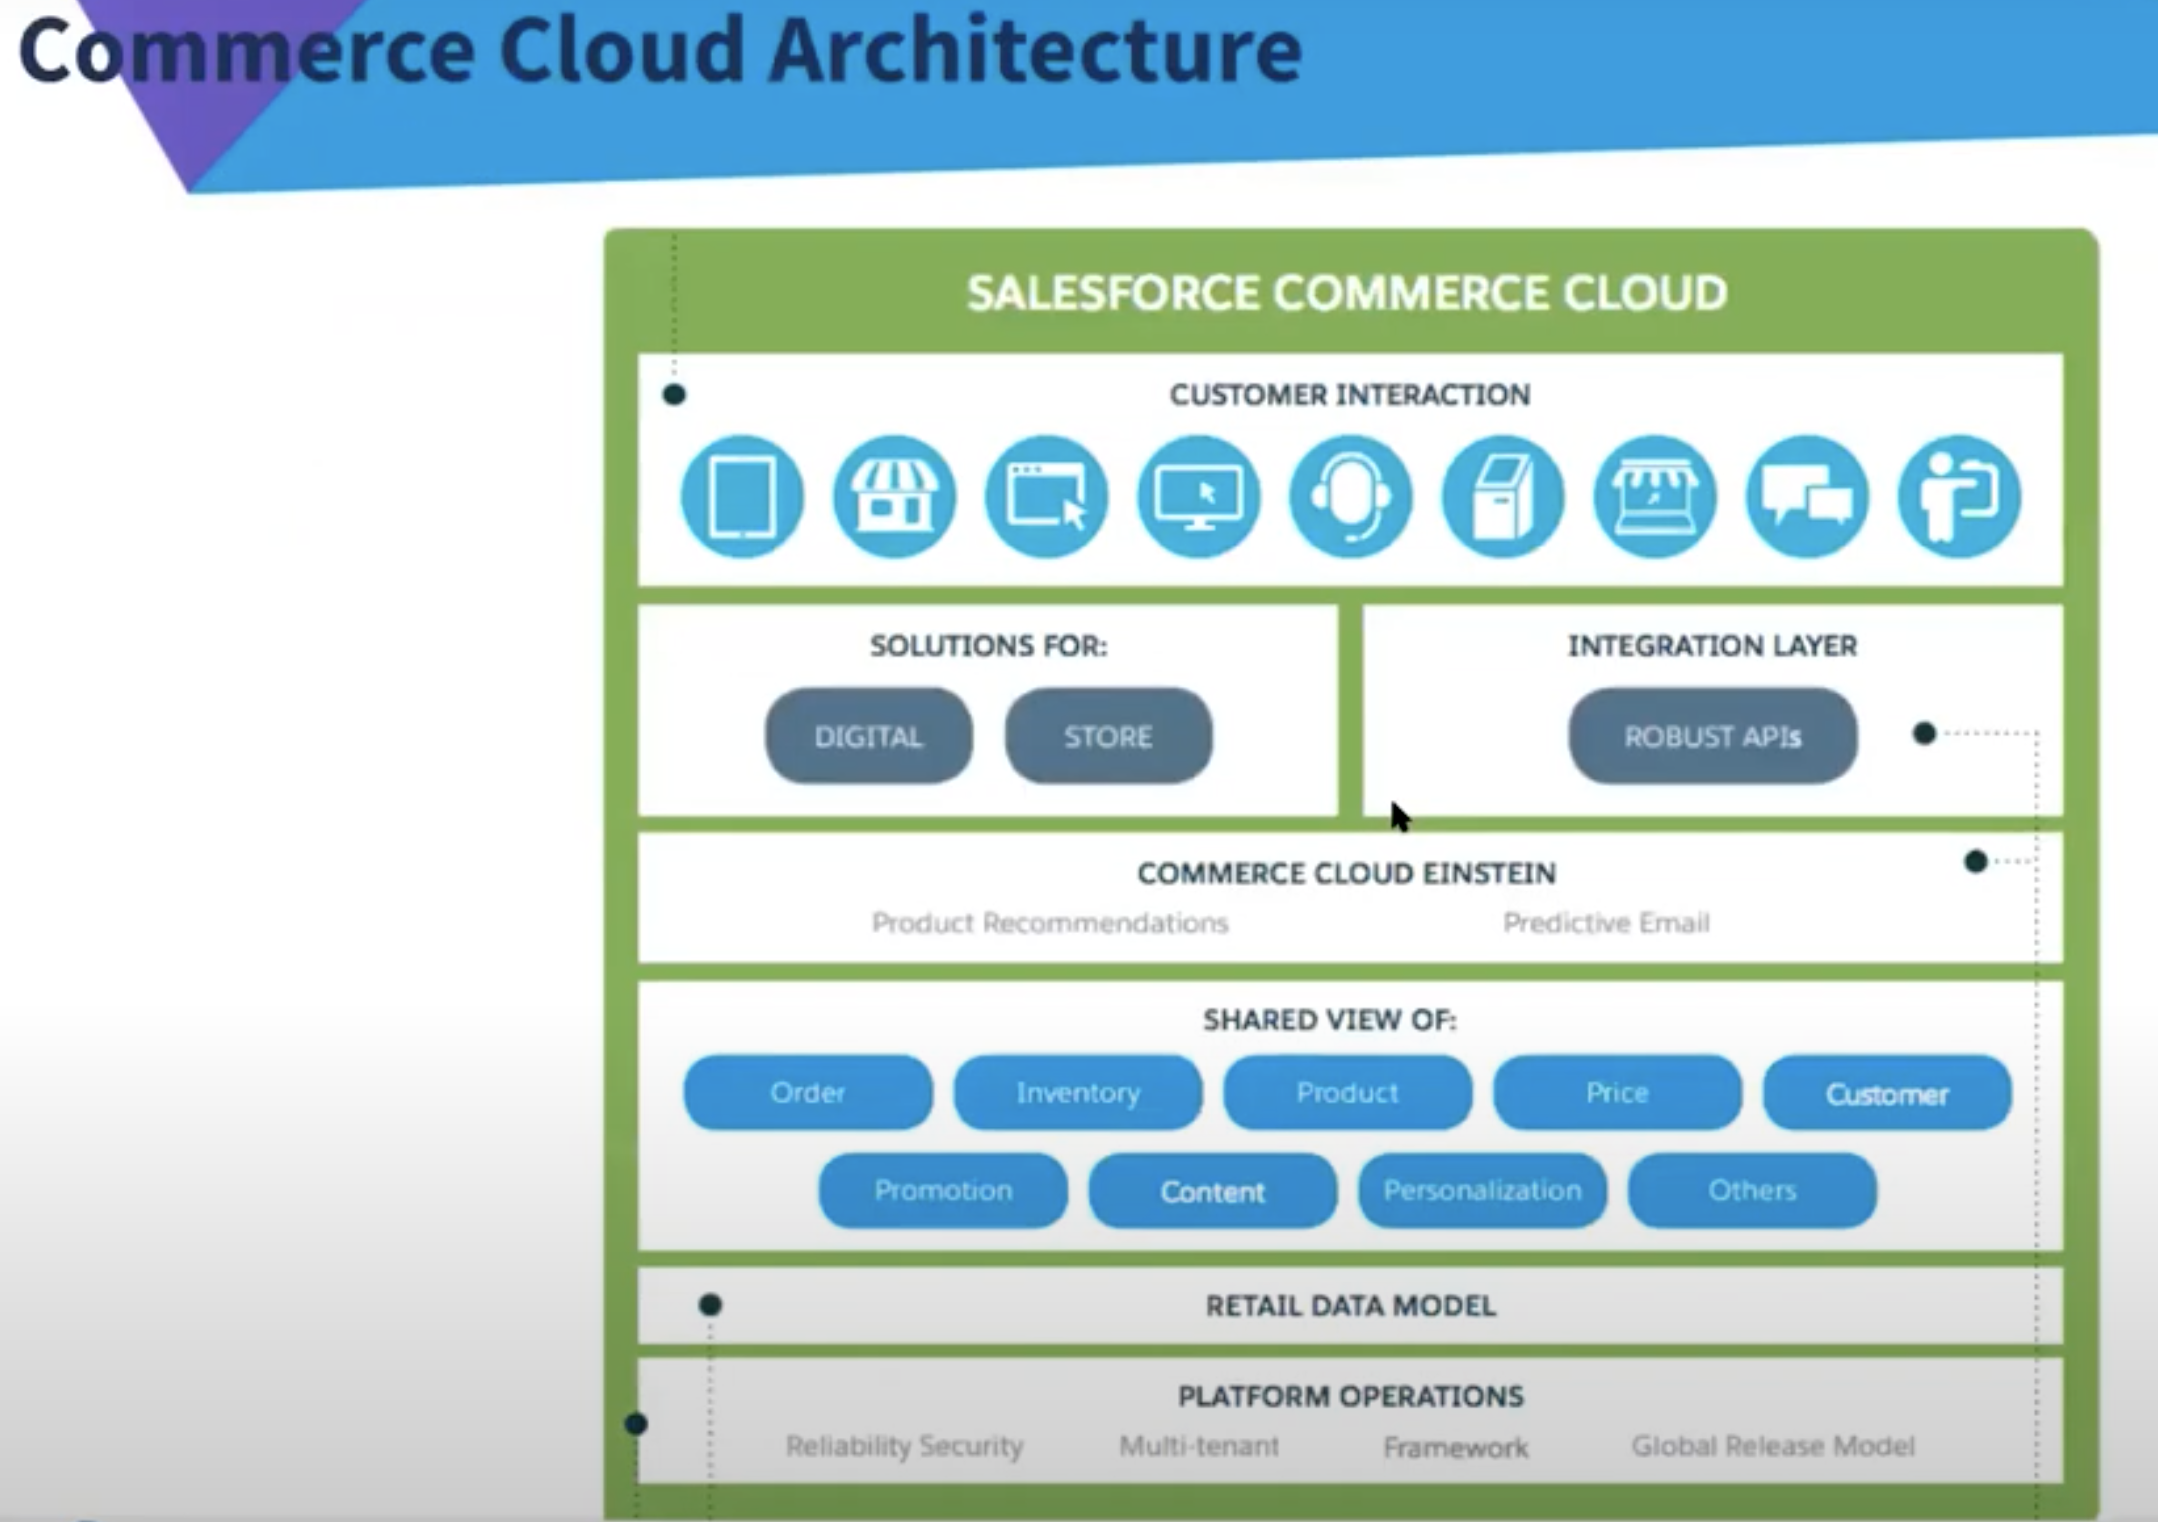 Commerce Cloud Architecture
SALESFORCE COMMERCE CLOUD
CUSTOMER INTERACTION
SOLUTIONS FOR:
DIGITAL STORE
INTEGRATION LAYER
ROBUST APIs
COMMERCE CLOUD EINSTEIN
Product Recommendations Predictive Email
SHARED VIEW OF:
Order Inventory Product Price Customer
Promotion Content Personalization Others
RETAIL DATA MODEL
PLATFORM OPERATIONS
Reliability Security Multi-tenant Framework Global Release Model